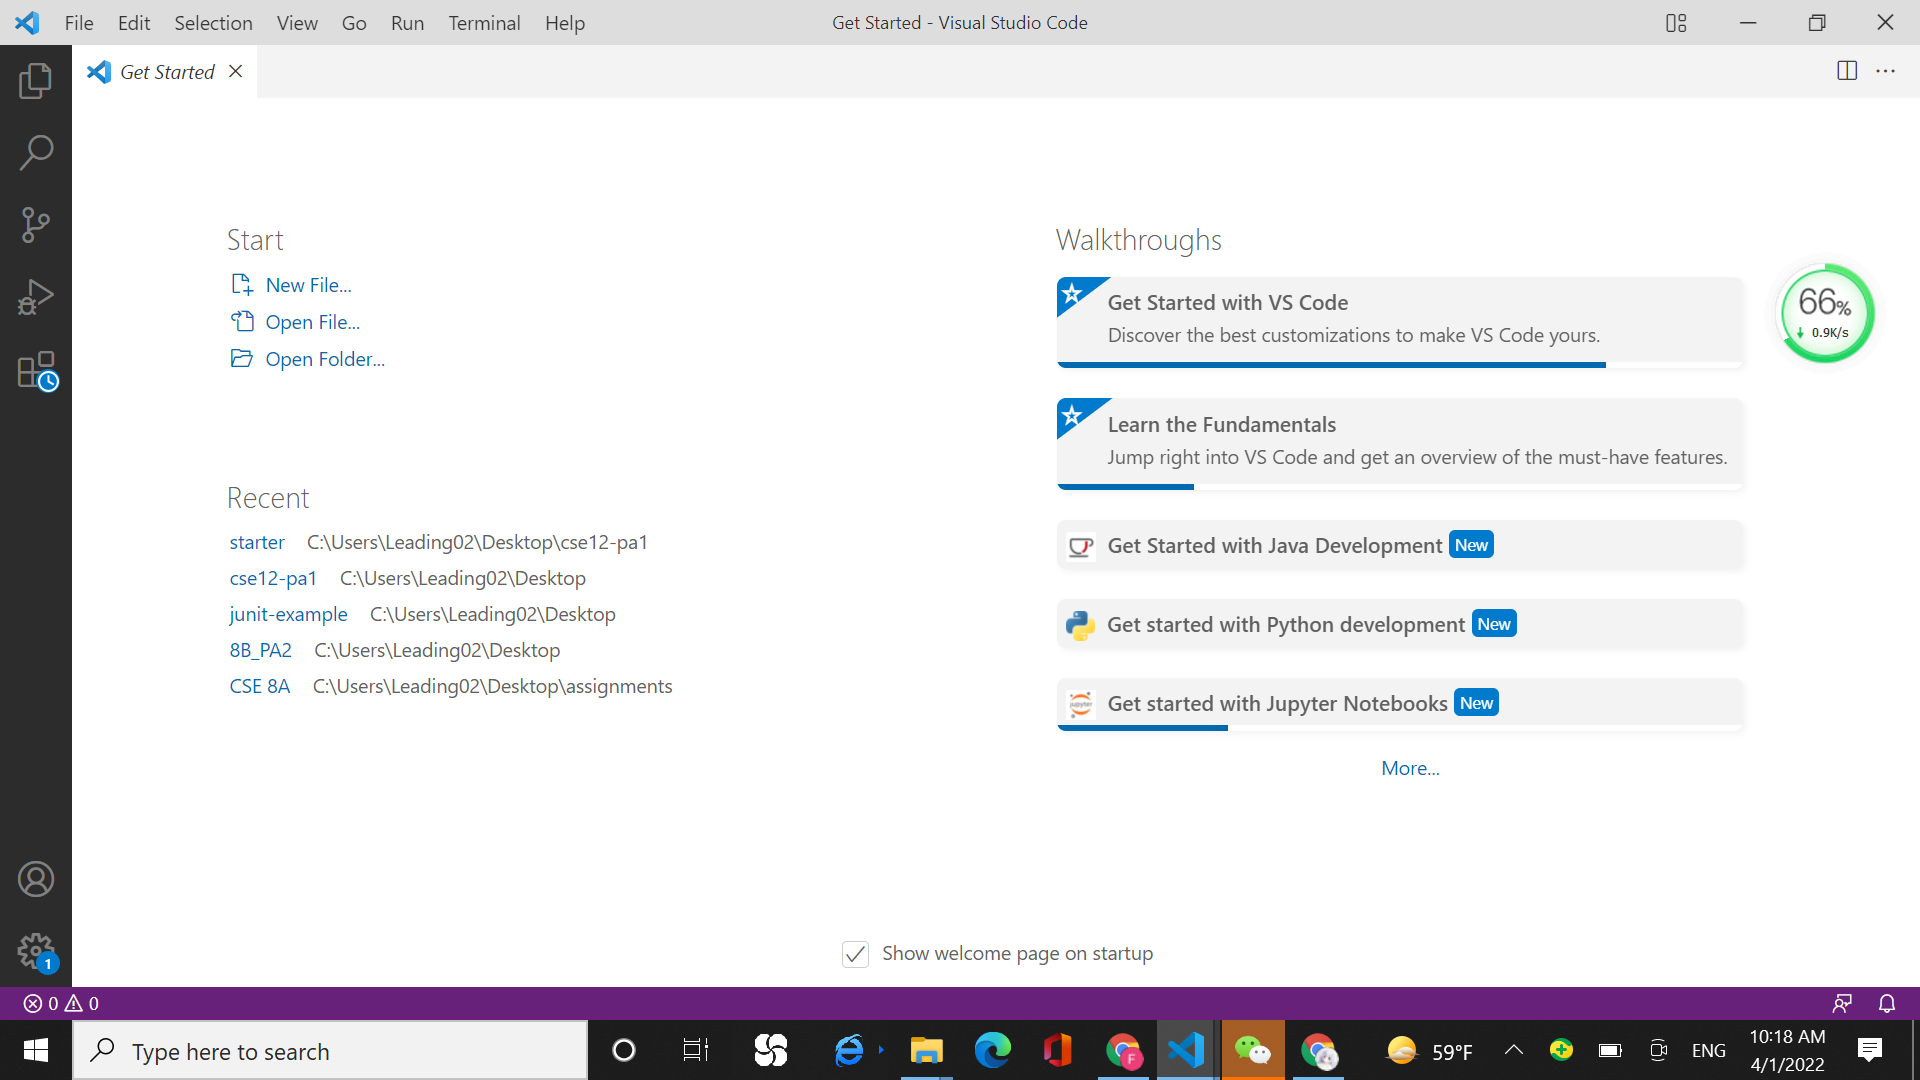 File Edit Selection View Go Run Terminal Help Get Started - Visual Studio Code
Get Started
Start
New File...
Open File...
Open Folder...
Recent
starter C:\Users\Leading02\Desktop\cse12-pa1
cse12-pa1 C:\Users\Leading02\Desktop
junit-example C:\Users\Leading02\Desktop
8B_PA2 C:\Users\Leading02\Desktop
CSE 8A C:\Users\Leading02\Desktop\assignments
Walkthroughs
Get Started with VS Code
Discover the best customizations to make VS Code yours.
Learn the Fundamentals
Jump right into VS Code and get an overview of the must-have features.
Get Started with Java Development New
Get started with Python development New
jupyter
Get started with Jupyter Notebooks New
More...
66%
0.9K/s
Show welcome page on startup
1
0 0
Type here to search
F
59°F
ENG
10:18 AM
4/1/2022